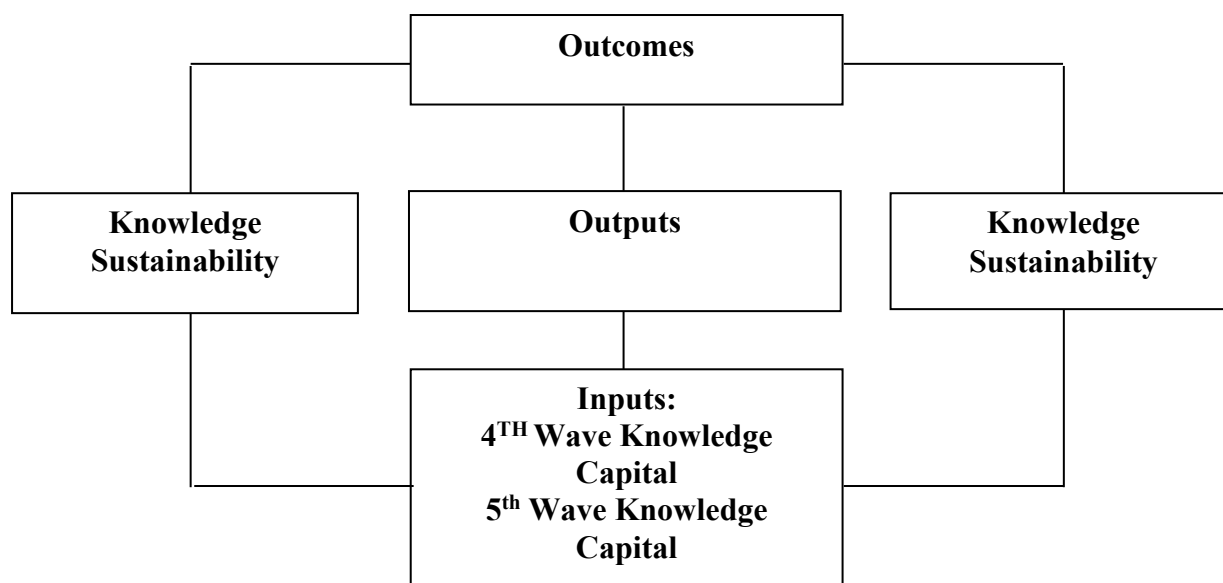 Outcomes
Knowledge
Sustainability
Outputs
Knowledge
Sustainability
Inputs:
4TH Wave Knowledge
Capital
5th Wave Knowledge
Capital